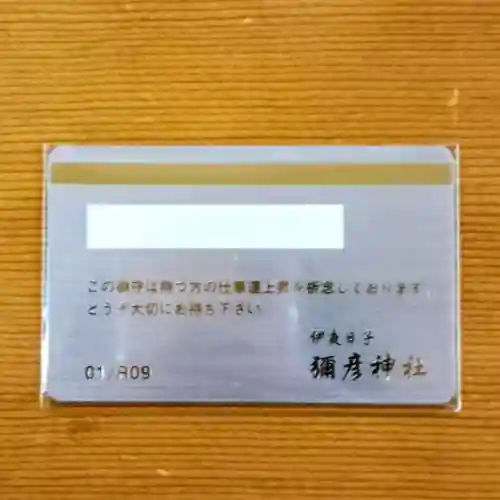 この御守は持つ方の仕事運上昇を祈念しております
どうぞ大切にお持ち下さい
伊夜日子
彌彦神社
01/R09